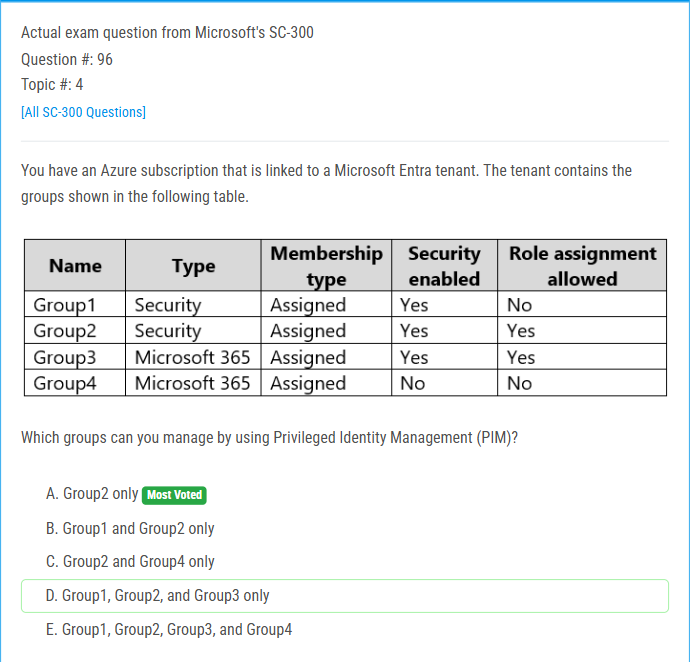 Actual exam question from Microsoft's SC-300
Question #: 96
Topic #: 4
[All SC-300 Questions]
You have an Azure subscription that is linked to a Microsoft Entra tenant. The tenant contains the
groups shown in the following table.
Name Type Membership type Security enabled Role assignment allowed
Group1 Security Assigned Yes No
Group2 Security Assigned Yes Yes
Group3 Microsoft 365 Assigned Yes Yes
Group4 Microsoft 365 Assigned No No
Which groups can you manage by using Privileged Identity Management (PIM)?
A. Group2 only Most Voted
B. Group1 and Group2 only
C. Group2 and Group4 only
D. Group1, Group2, and Group3 only
E. Group1, Group2, Group3, and Group4